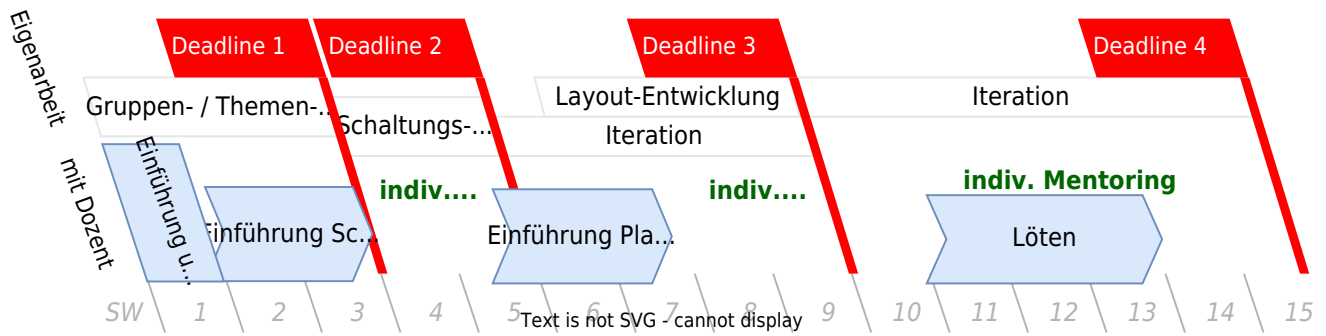 Eigenarbeit
Deadline 1
Deadline 2
Deadline 3
Deadline 4
Gruppen- / Themen-...
Schaltungs-...
Layout-Entwicklung
Iteration
Iteration
mit Dozent
Einführung u...
Einführung Sc...
indiv....
Einführung Pla...
indiv....
indiv. Mentoring
Löten
SW 1 2 3 4 5 6 7 8 9 10 11 12 13 14 15
Text is not SVG - cannot display